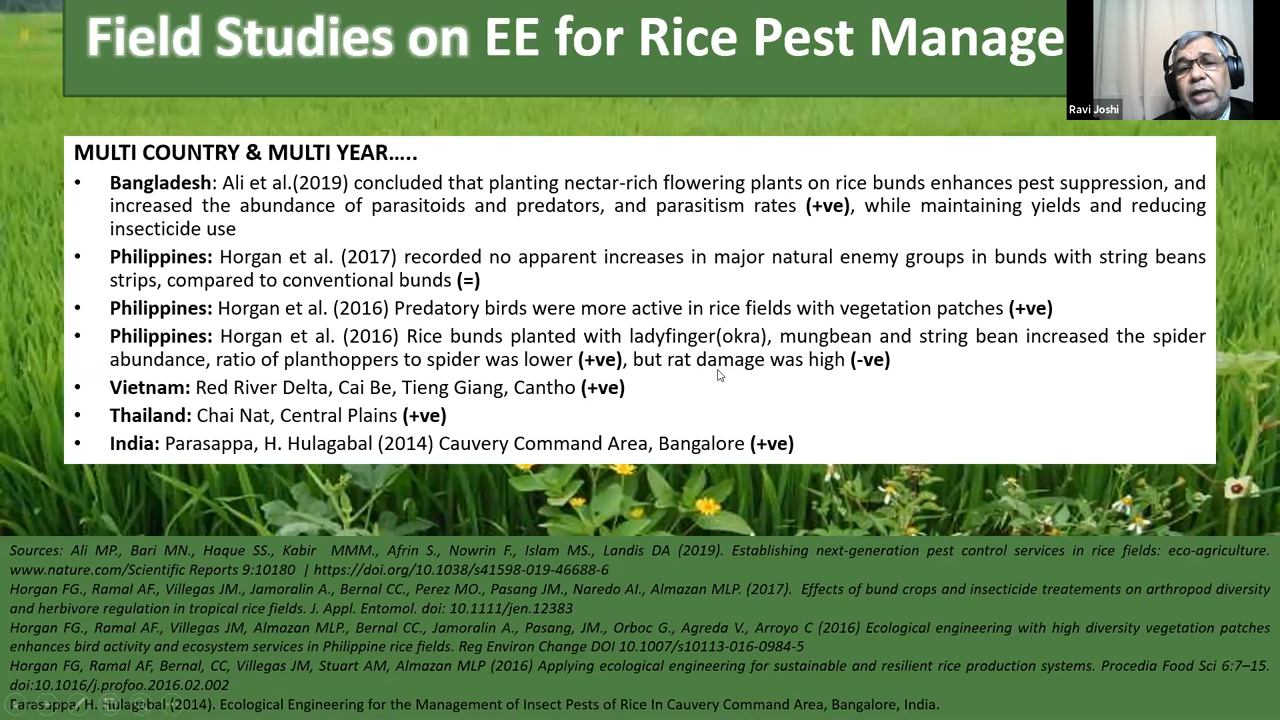 Field Studies on EE for Rice Pest Manage
Ravi Joshi
MULTI COUNTRY & MULTI YEAR…..
• Bangladesh: Ali et al.(2019) concluded that planting nectar-rich flowering plants on rice bunds enhances pest suppression, and
increased the abundance of parasitoids and predators, and parasitism rates (+ve), while maintaining yields and reducing
insecticide use
• Philippines: Horgan et al. (2017) recorded no apparent increases in major natural enemy groups in bunds with string beans
strips, compared to conventional bunds (=)
• Philippines: Horgan et al. (2016) Predatory birds were more active in rice fields with vegetation patches (+ve)
• Philippines: Horgan et al. (2016) Rice bunds planted with ladyfinger(okra), mungbean and string bean increased the spider
abundance, ratio of planthoppers to spider was lower (+ve), but rat damage was high (-ve)
• Vietnam: Red River Delta, Cai Be, Tieng Giang, Cantho (+ve)
• Thailand: Chai Nat, Central Plains (+ve)
• India: Parasappa, H. Hulagabal (2014) Cauvery Command Area, Bangalore (+ve)
Sources: Ali MP., Bari MN., Haque SS., Kabir MMM., Afrin S., Nowrin F., Islam MS., Landis DA (2019). Establishing next-generation pest control services in rice fields: eco-agriculture.
www.nature.com/Scientific Reports 9:10180 | https://doi.org/10.1038/s41598-019-46688-6
Horgan FG., Ramal AF., Villegas JM., Jamoralin A., Bernal CC., Perez MO., Pasang JM., Naredo AI., Almazan MLP. (2017). Effects of bund crops and insecticide treatements on arthropod diversity
and herbivore regulation in tropical rice fields. J. Appl. Entomol. doi: 10.1111/jen.12383
Horgan FG., Ramal AF., Villegas JM, Almazan MLP., Bernal CC., Jamoralin A., Pasang, JM., Orboc G., Agreda V., Arroyo C (2016) Ecological engineering with high diversity vegetation patches
enhances bird activity and ecosystem services in Philippine rice fields. Reg Environ Change DOI 10.1007/s10113-016-0984-5
Horgan FG, Ramal AF, Bernal, CC, Villegas JM, Stuart AM, Almazan MLP (2016) Applying ecological engineering for sustainable and resilient rice production systems. Procedia Food Sci 6:7–15.
doi:10.1016/j.profoo.2016.02.002
Parasappa, H. Hulagabal (2014). Ecological Engineering for the Management of Insect Pests of Rice In Cauvery Command Area, Bangalore, India.